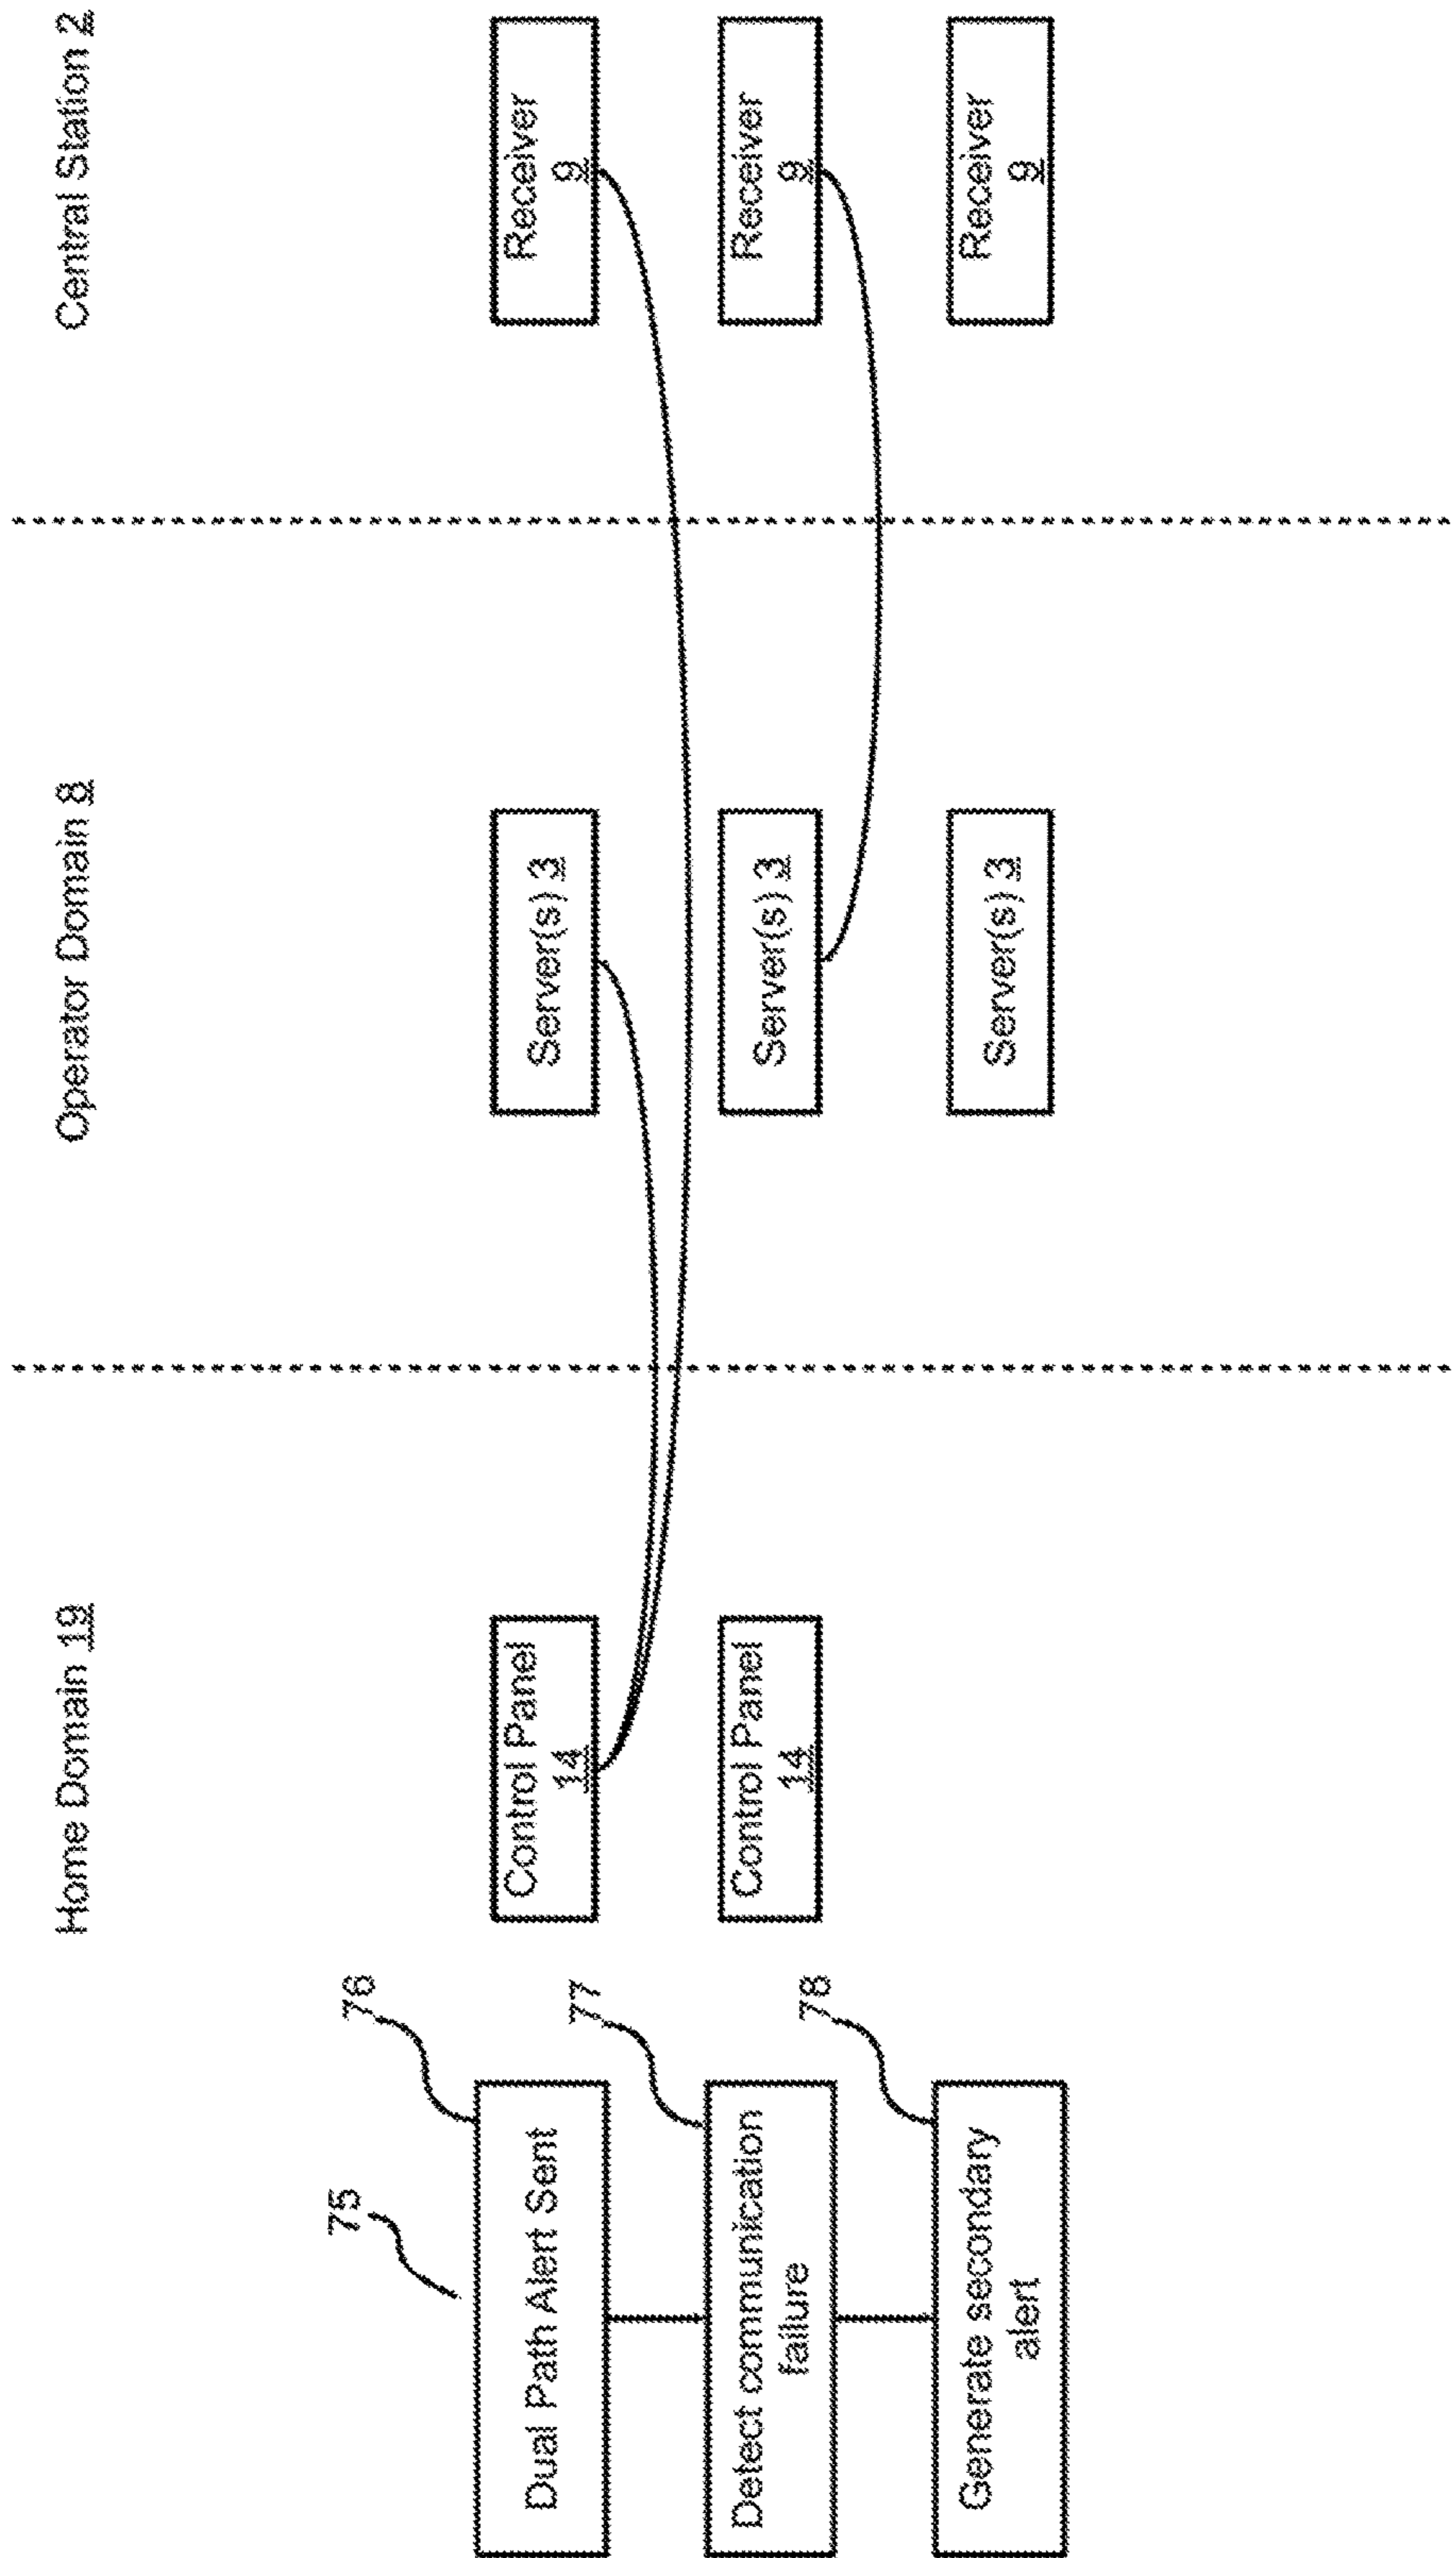 Home Domain 19
Operator Domain 8
Central Station 2
75
76
Dual Path Alert Sent
Control Panel
14
Server(s) 3
Receiver
9
77
Detect communication
failure
Control Panel
14
Server(s) 3
Receiver
9
78
Generate secondary
alert
Server(s) 3
Receiver
9